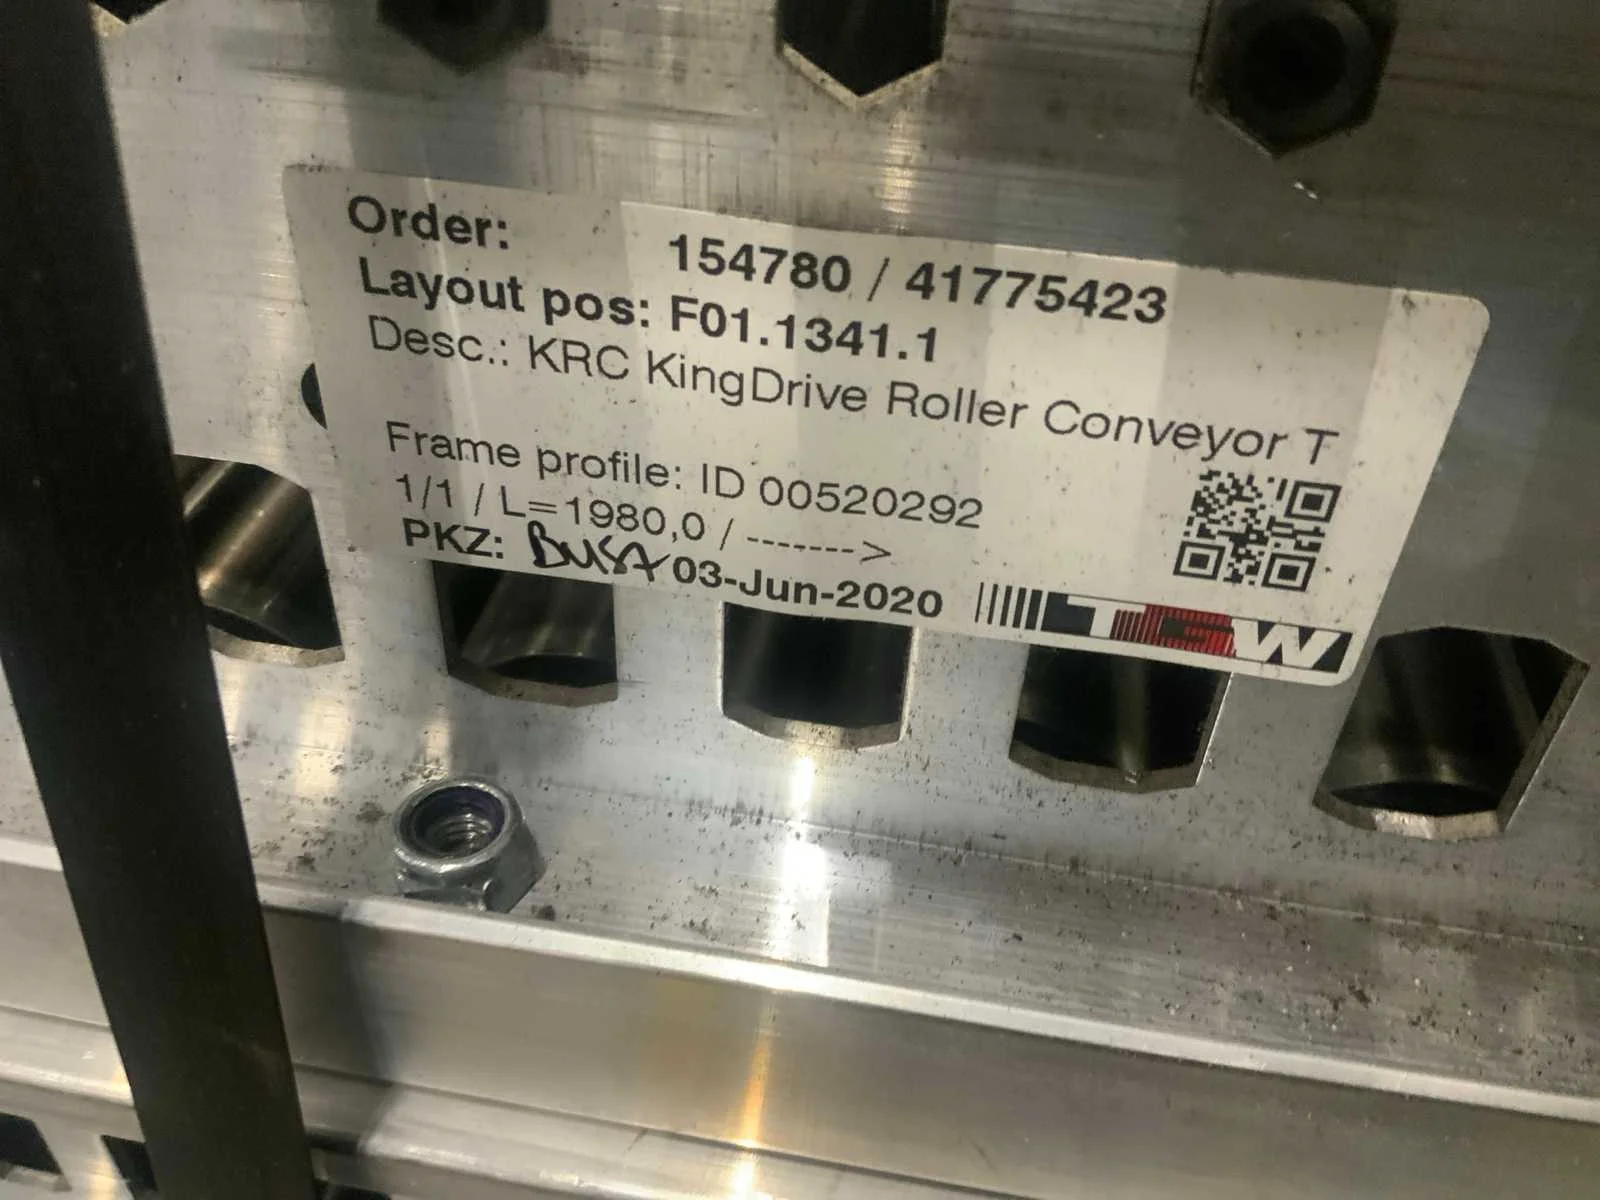 Order: 154780 / 41775423
Layout pos: F01.1341.1
Desc.: KRC KingDrive Roller Conveyor T
Frame profile: ID 00520292
1/1 / L=1980,0 / ------->
PKZ: 03-Jun-2020
TGW